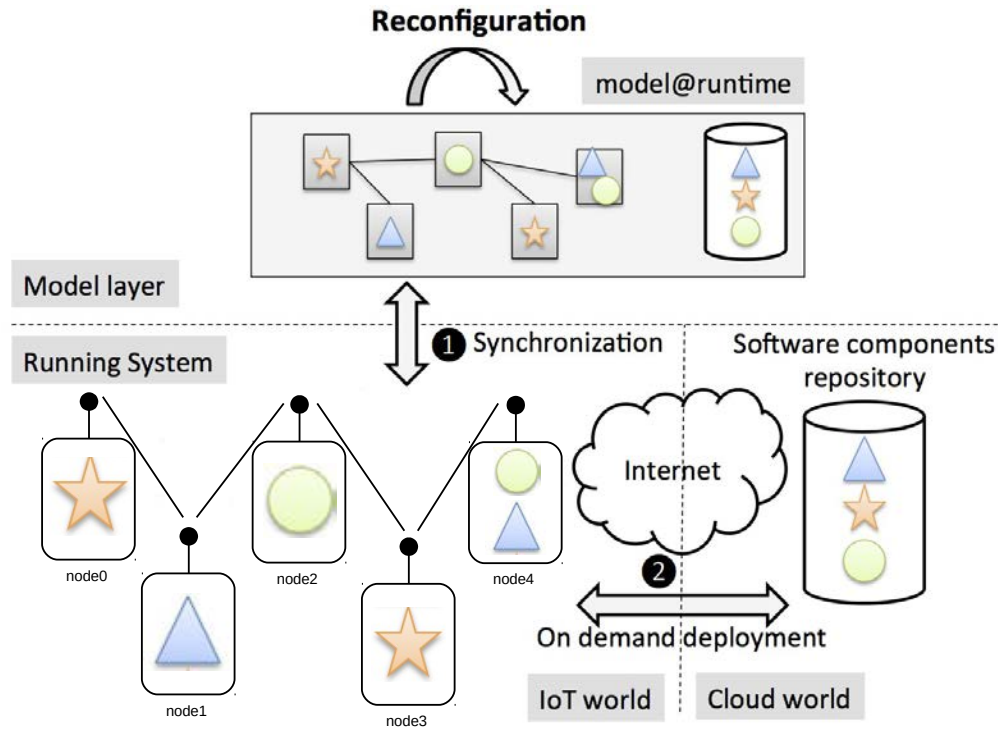 Reconfiguration
model@runtime
Model layer
1 Synchronization
Running System
Software components
repository
Internet
node0
node2
node4
2
On demand deployment
node1
node3
IoT world
Cloud world